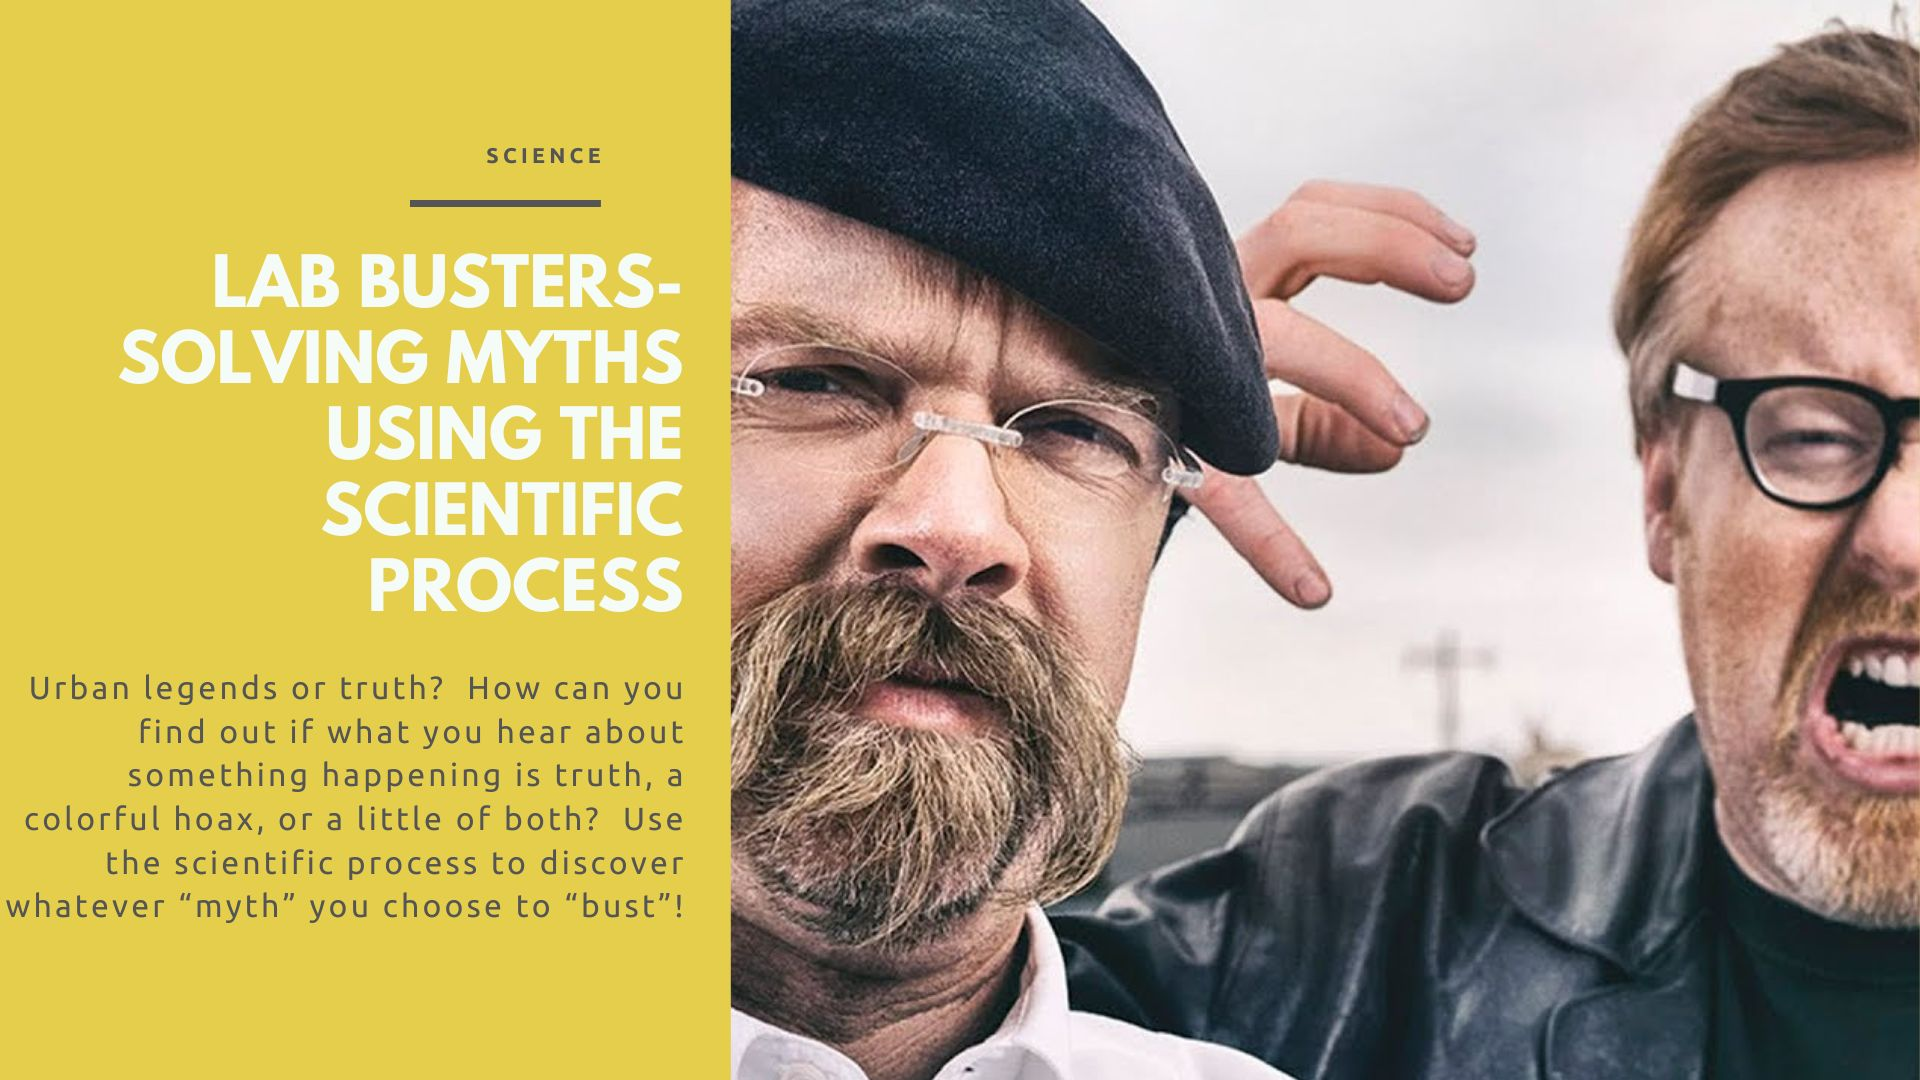 SCIENCE
LAB BUSTERS-
SOLVING MYTHS
USING THE
SCIENTIFIC
PROCESS
Urban legends or truth?  How can you
find out if what you hear about
something happening is truth, a
colorful hoax, or a little of both?  Use
the scientific process to discover
whatever “myth” you choose to “bust”!